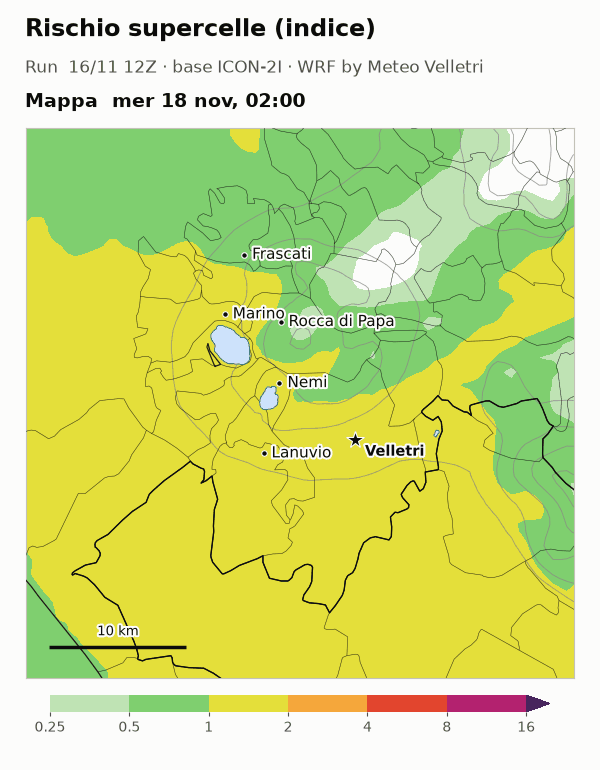 Rischio supercelle (indice)
Run  16/11 12Z · base ICON-2I · WRF by Meteo Velletri
Mappa  mer 18 nov, 02:00
Frascati
Marino
Rocca di Papa
Nemi
Velletri
Lanuvio
10 km
0.25 0.5 1 2 4 8 16